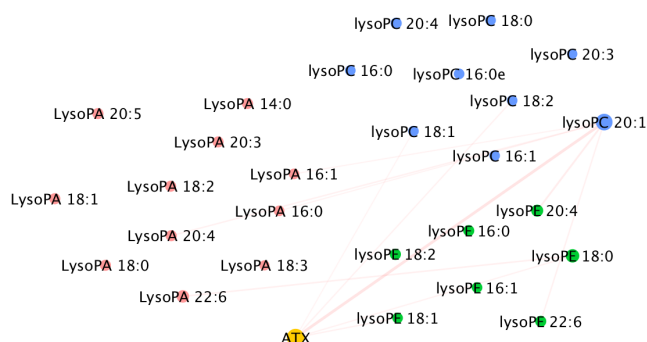 lysoPC 20:4
lysoPC 18:0
lysoPC 20:3
lysoPC 16:0
lysoPC 16:0e
LysoPA 14:0
lysoPC 18:2
LysoPA 20:5
lysoPC 20:1
lysoPC 18:1
LysoPA 20:3
lysoPC 16:1
LysoPA 16:1
LysoPA 18:2
LysoPA 18:1
LysoPA 16:0
lysoPE 20:4
LysoPA 20:4
lysoPE 16:0
lysoPE 18:2
lysoPE 18:0
LysoPA 18:0
LysoPA 18:3
lysoPE 16:1
LysoPA 22:6
lysoPE 18:1
lysoPE 22:6
ATX